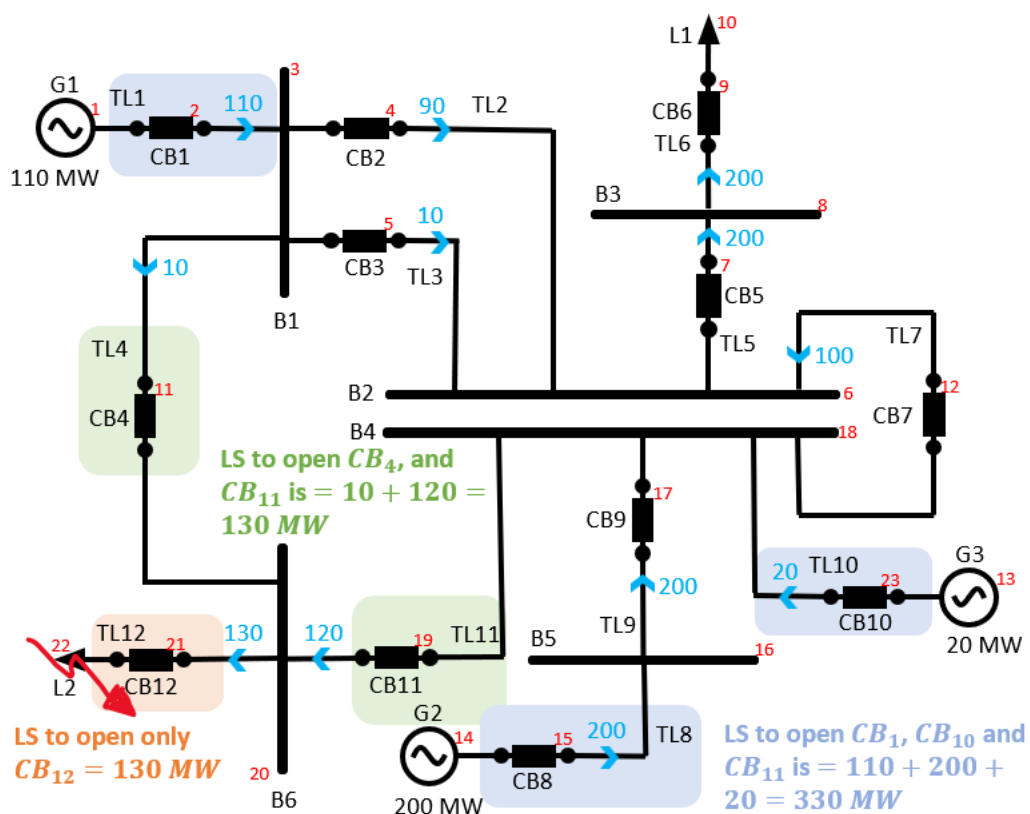 10
L1
G1
3
TL1
110
TL2
9
1
2
4
90
CB6
TL6
CB1
CB2
110 MW
200
B3
8
5
10
200
CB3
TL3
7
10
CB5
B1
TL7
TL4
TL5
100
11
12
B2
6
CB4
CB7
B4
18
LS to open CB4, and
CB11 is = 10 + 120 =
130 MW
17
CB9
G3
TL10
13
20
23
200
CB10
TL12
130
120
19
TL11
TL9
20 MW
22
21
B5
16
L2
CB12
CB11
G2
LS to open only
CB12 = 130 MW
14
15
200
TL8
LS to open CB1, CB10 and
CB11 is = 110 + 200 +
20 = 330 MW
20
B6
CB8
200 MW